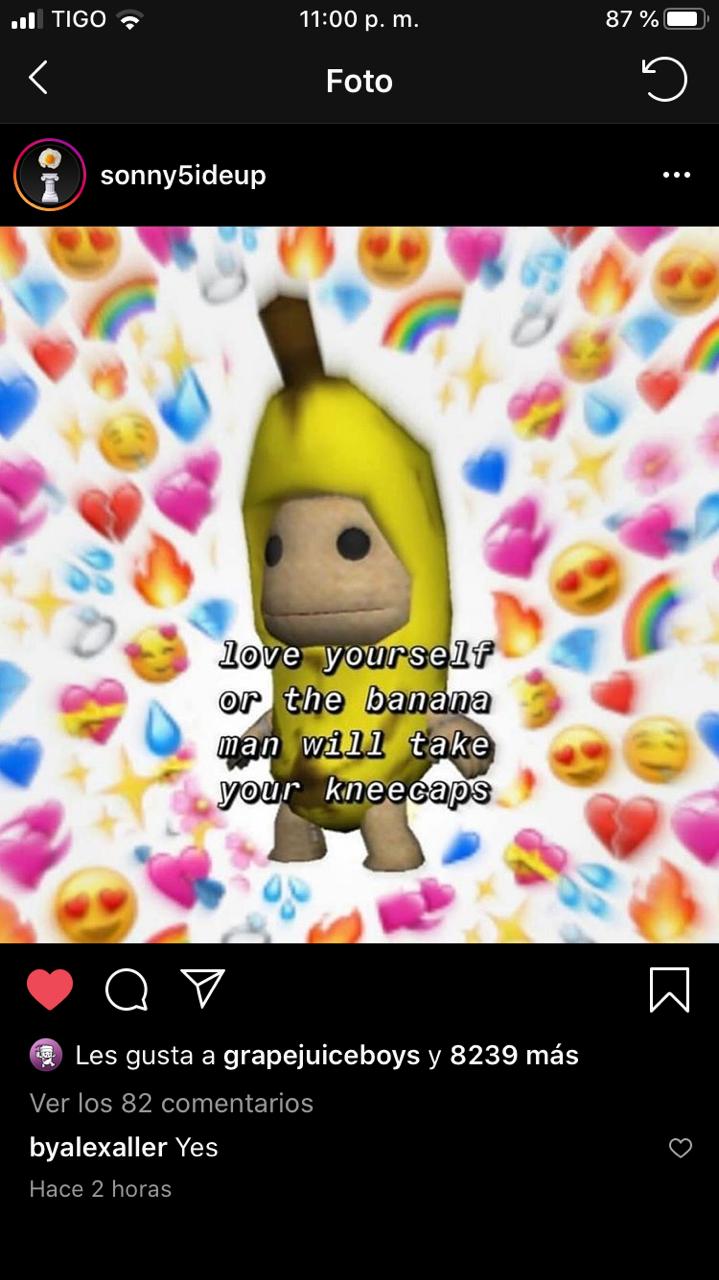 TIGO 11:00 p. m. 87 %
Foto
sonny5ideup
love yourself
or the banana
man will take
your kneecaps
Les gusta a grapejuiceboys y 8239 más
Ver los 82 comentarios
byalexaller Yes
Hace 2 horas